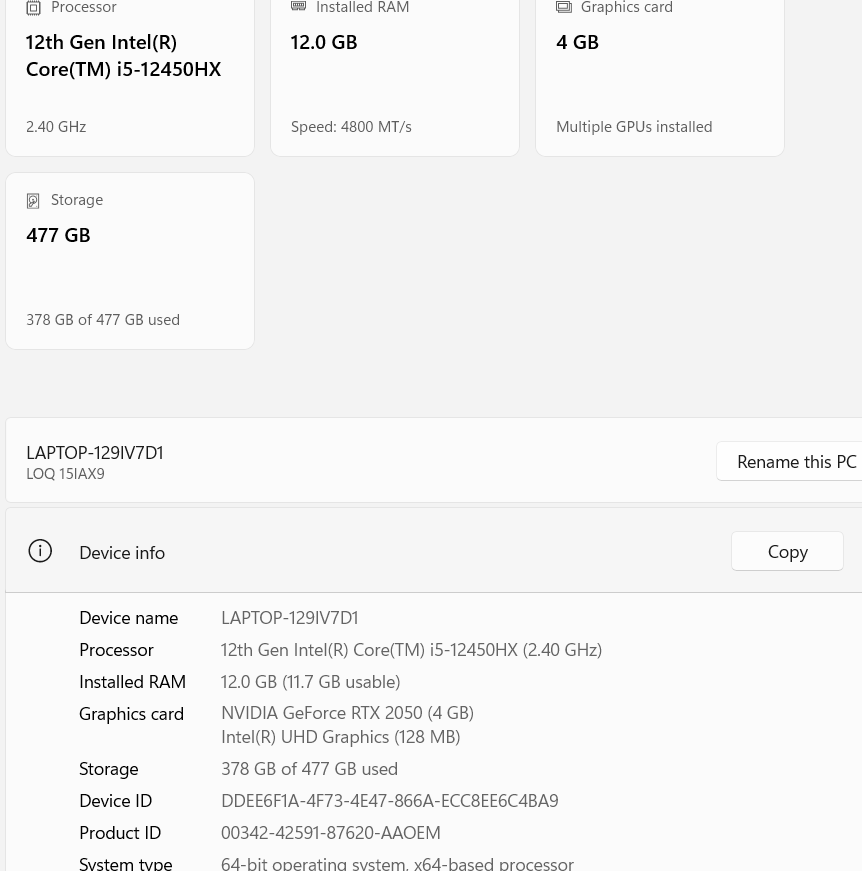 Processor
Installed RAM
Graphics card
12th Gen Intel(R)
Core(TM) i5-12450HX
12.0 GB
4 GB
2.40 GHz
Speed: 4800 MT/s
Multiple GPUs installed
Storage
477 GB
378 GB of 477 GB used
LAPTOP-129IV7D1
LOQ 15IAX9
Rename this PC
Device info
Copy
Device name LAPTOP-129IV7D1
Processor 12th Gen Intel(R) Core(TM) i5-12450HX (2.40 GHz)
Installed RAM 12.0 GB (11.7 GB usable)
Graphics card NVIDIA GeForce RTX 2050 (4 GB)
Intel(R) UHD Graphics (128 MB)
Storage 378 GB of 477 GB used
Device ID DDEE6F1A-4F73-4E47-866A-ECC8EE6C4BA9
Product ID 00342-42591-87620-AAOEM
System type 64-bit operating system, x64-based processor